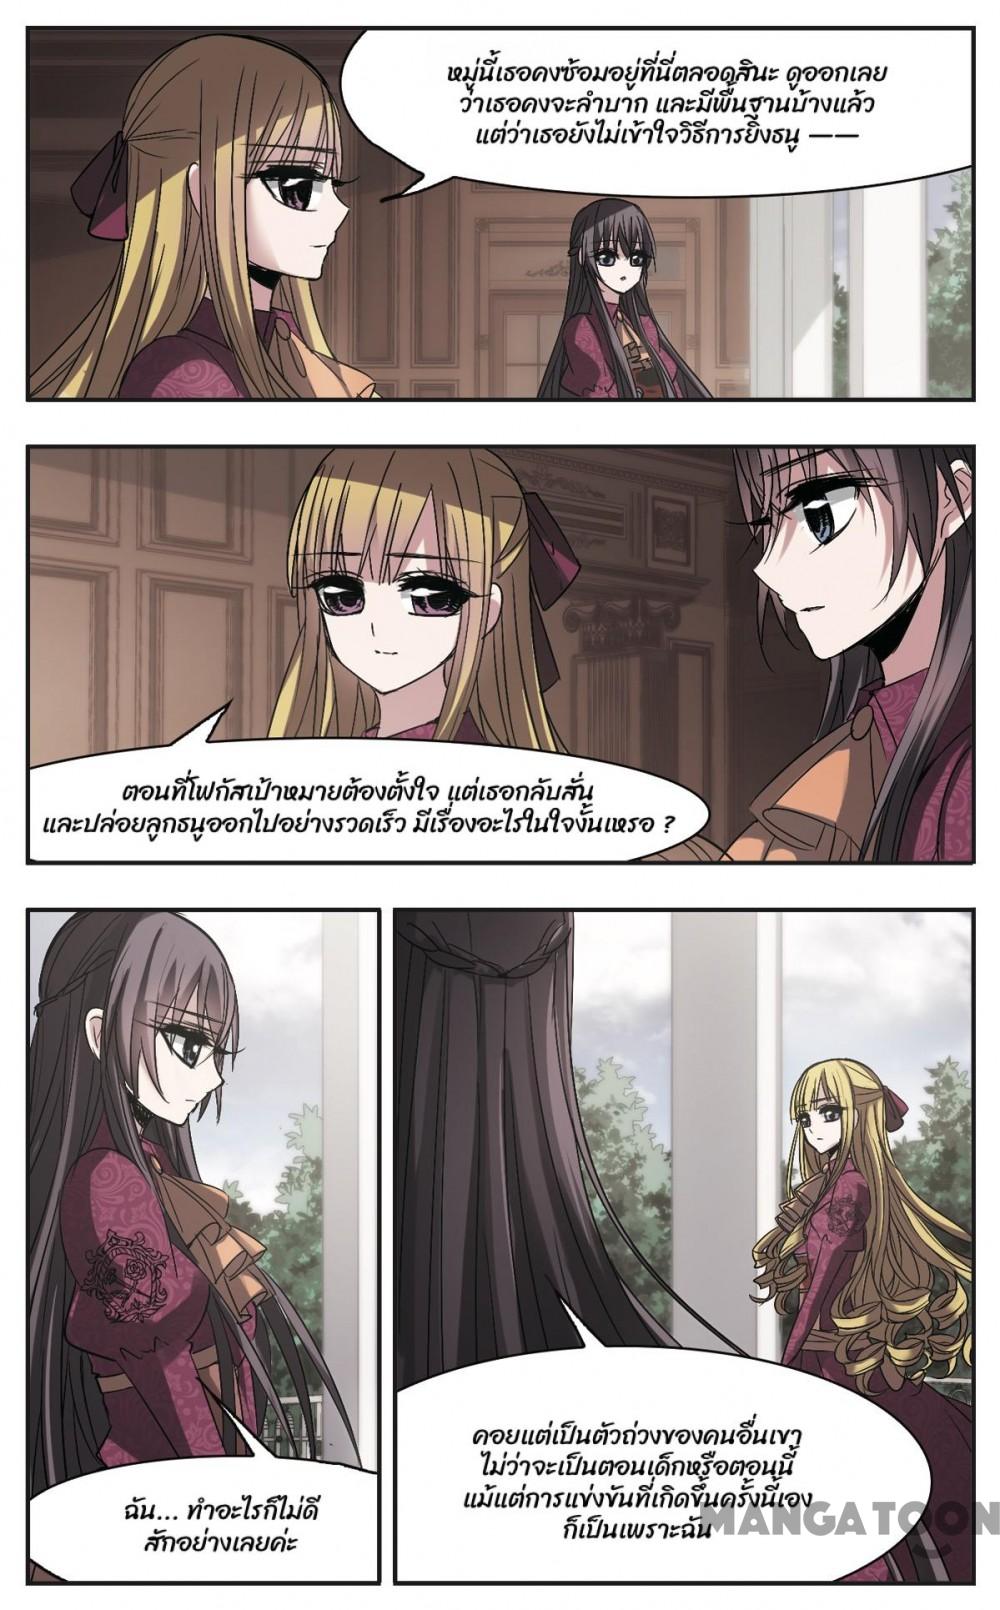 หมู่นี้เธอคงซ้อมอยู่ที่นี่ตลอดสินะ ดูออกเลย
ว่าเธอคงจะลำบาก และมีพื้นฐานบ้างแล้ว
แต่ว่าเธอยังไม่เข้าใจวิธีการยิงธนู ——
ตอนที่โฟกัสเป้าหมายต้องตั้งใจ แต่เธอกลับสั่น
และปล่อยลูกธนูออกไปอย่างรวดเร็ว มีเรื่องอะไรในใจงั้นเหรอ ?
ฉัน... ทำอะไรก็ไม่ดี
สักอย่างเลยค่ะ
คอยแต่เป็นตัวถ่วงของคนอื่นเขา
ไม่ว่าจะเป็นตอนเด็กหรือตอนนี้
แม้แต่การแข่งขันที่เกิดขึ้นครั้งนี้เอง
ก็เป็นเพราะฉัน
MANGATOON